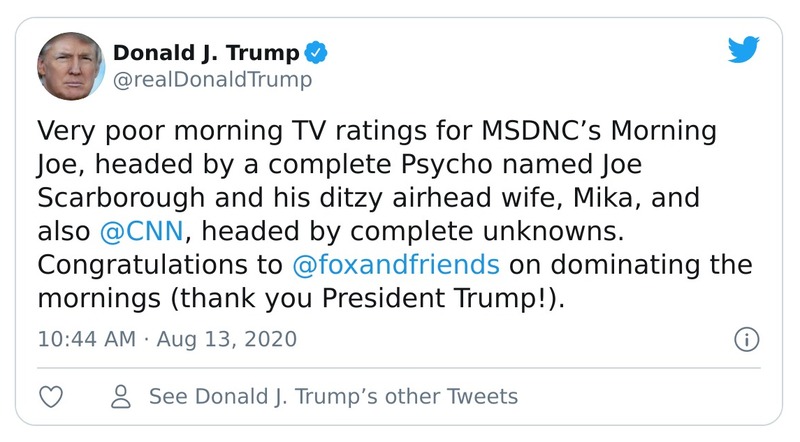 Donald J. Trump
@realDonaldTrump
Very poor morning TV ratings for MSDNC’s Morning
Joe, headed by a complete Psycho named Joe
Scarborough and his ditzy airhead wife, Mika, and
also @CNN, headed by complete unknowns.
Congratulations to @foxandfriends on dominating the
mornings (thank you President Trump!).
10:44 AM · Aug 13, 2020
See Donald J. Trump’s other Tweets